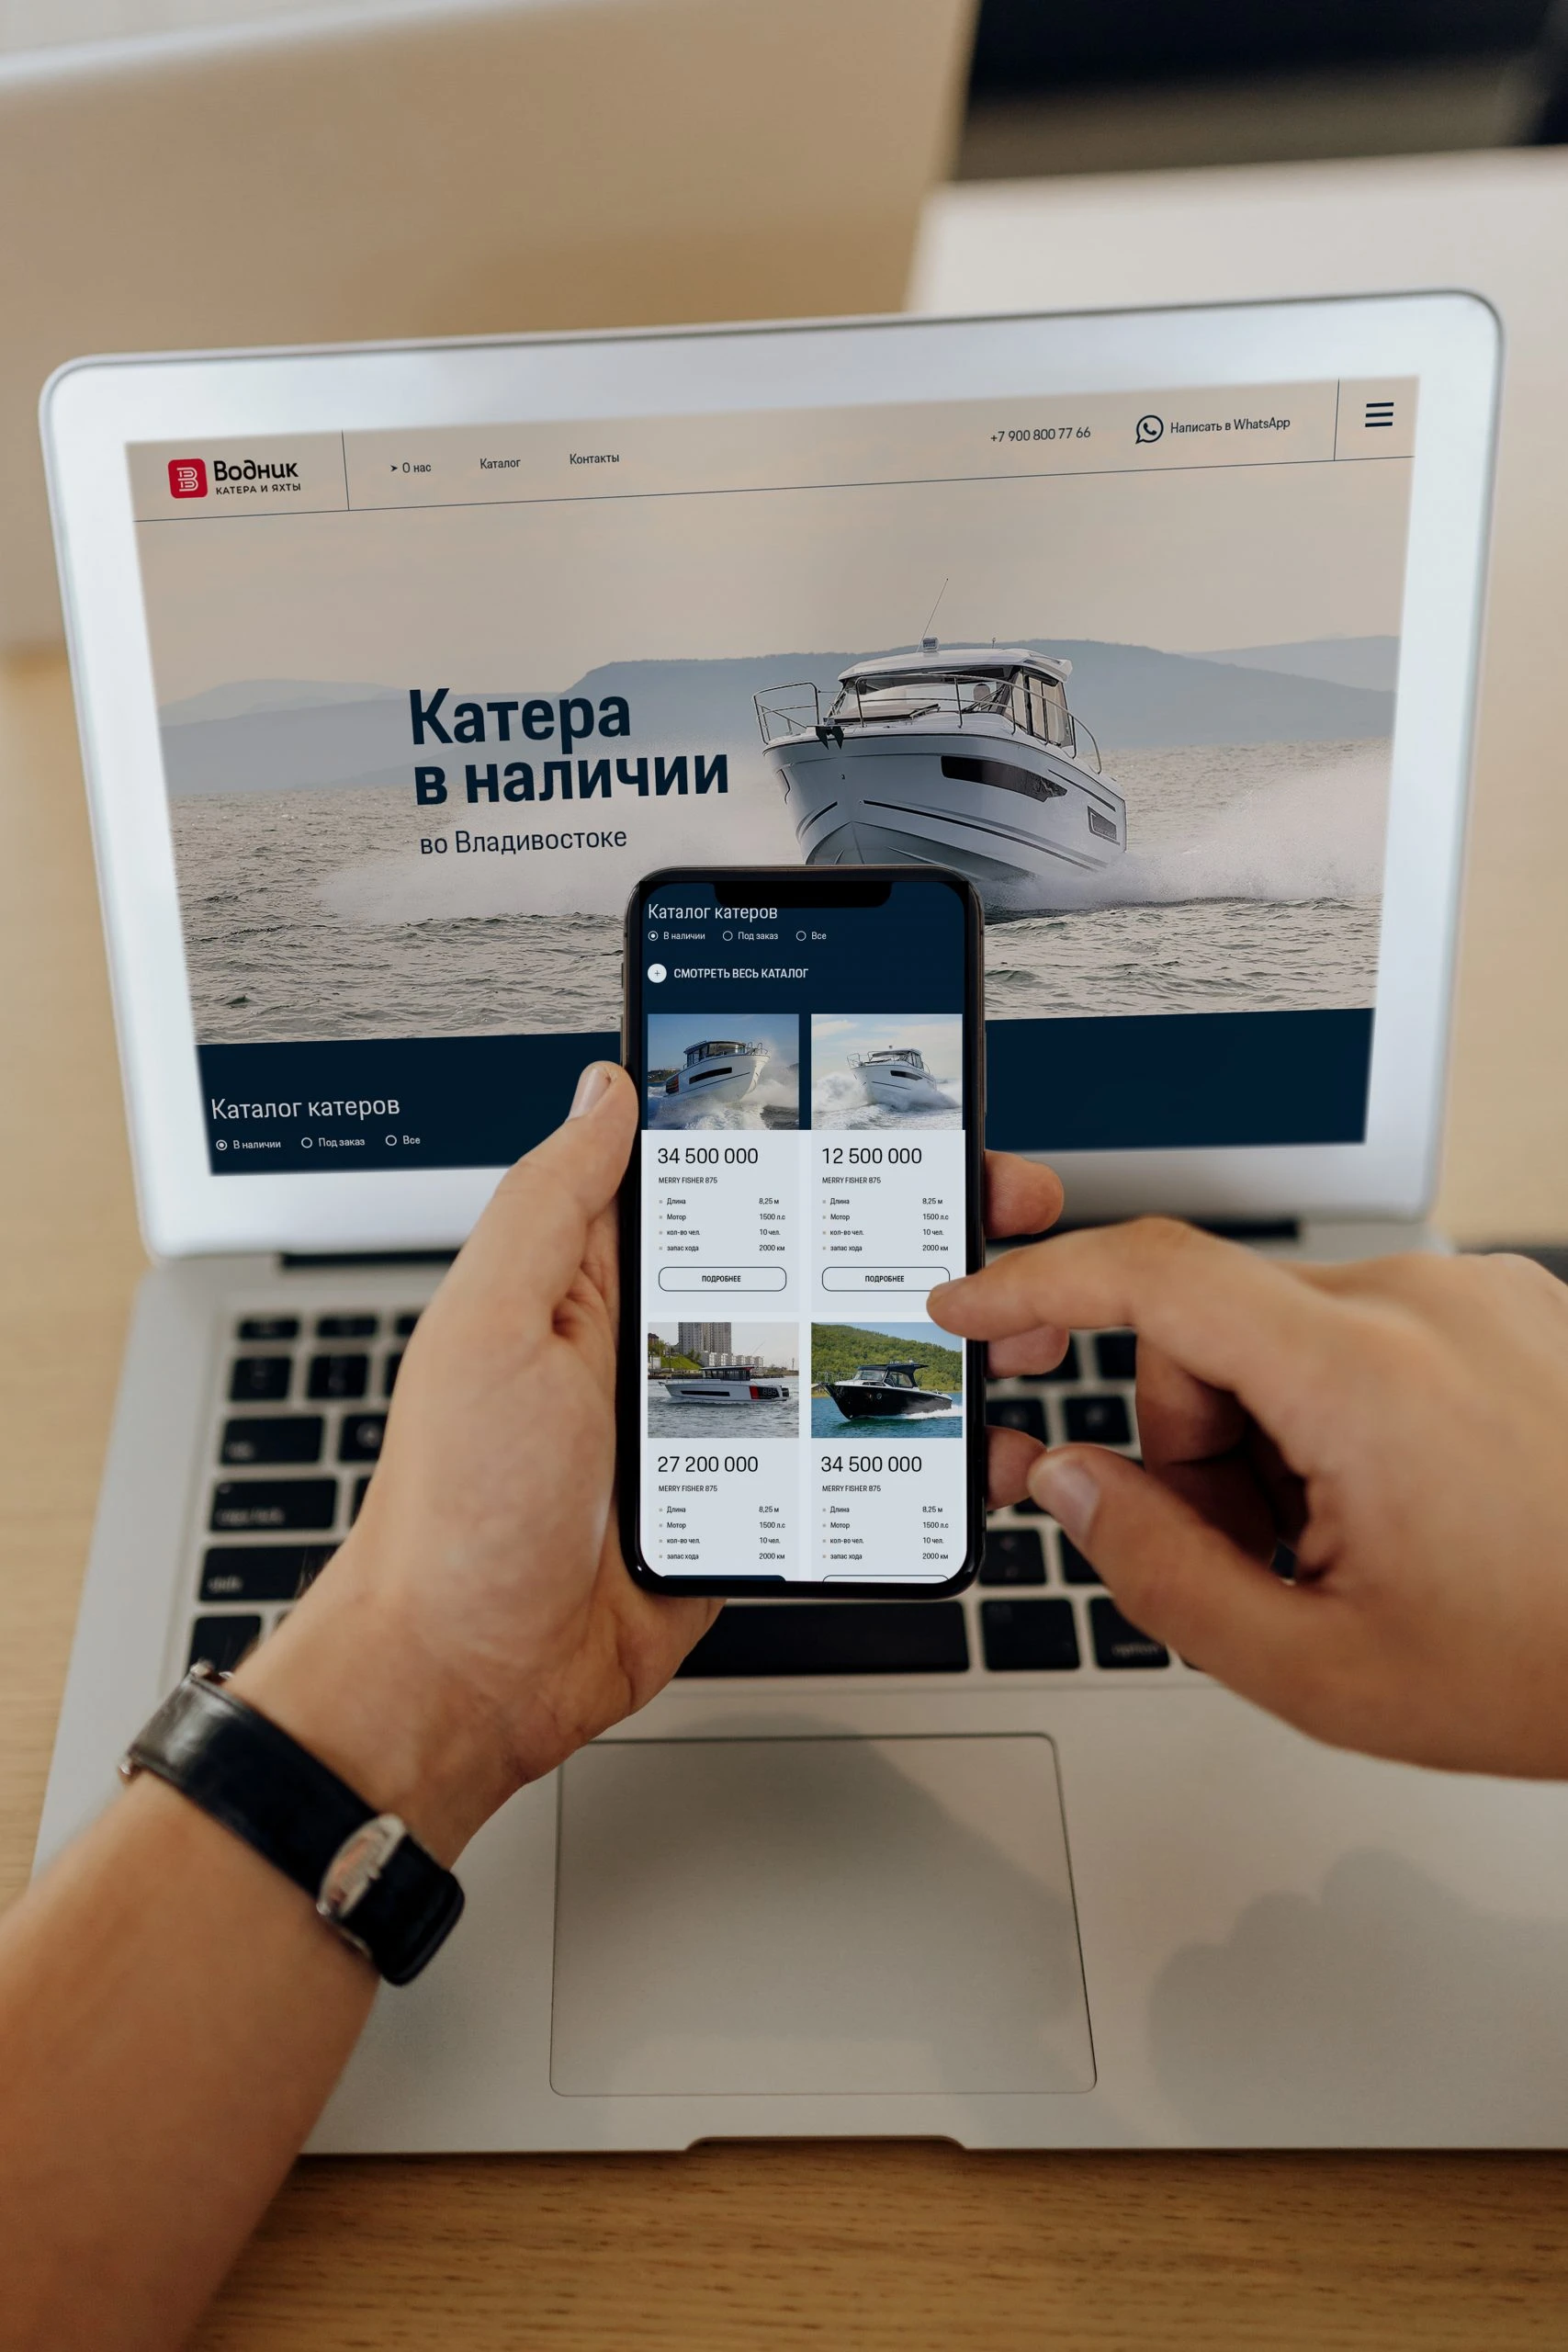 Водник
КАТЕРА И ЯХТЫ
➤ О нас
Каталог
Контакты
+7 900 800 77 66
Написать в WhatsApp
Катера
в наличии
во Владивостоке
Каталог катеров
В наличии Под заказ Все
Каталог катеров
В наличии Под заказ Все
+ СМОТРЕТЬ ВЕСЬ КАТАЛОГ
34 500 000
MERRY FISHER 875
Длина 8,25 м
Мотор 1500 л.с
кол-во чел. 10 чел.
запас хода 2000 км
ПОДРОБНЕЕ
12 500 000
MERRY FISHER 875
Длина 8,25 м
Мотор 1500 л.с
кол-во чел. 10 чел.
запас хода 2000 км
ПОДРОБНЕЕ
27 200 000
MERRY FISHER 875
Длина 8,25 м
Мотор 1500 л.с
кол-во чел. 10 чел.
запас хода 2000 км
34 500 000
MERRY FISHER 875
Длина 8,25 м
Мотор 1500 л.с
кол-во чел. 10 чел.
запас хода 2000 км
option